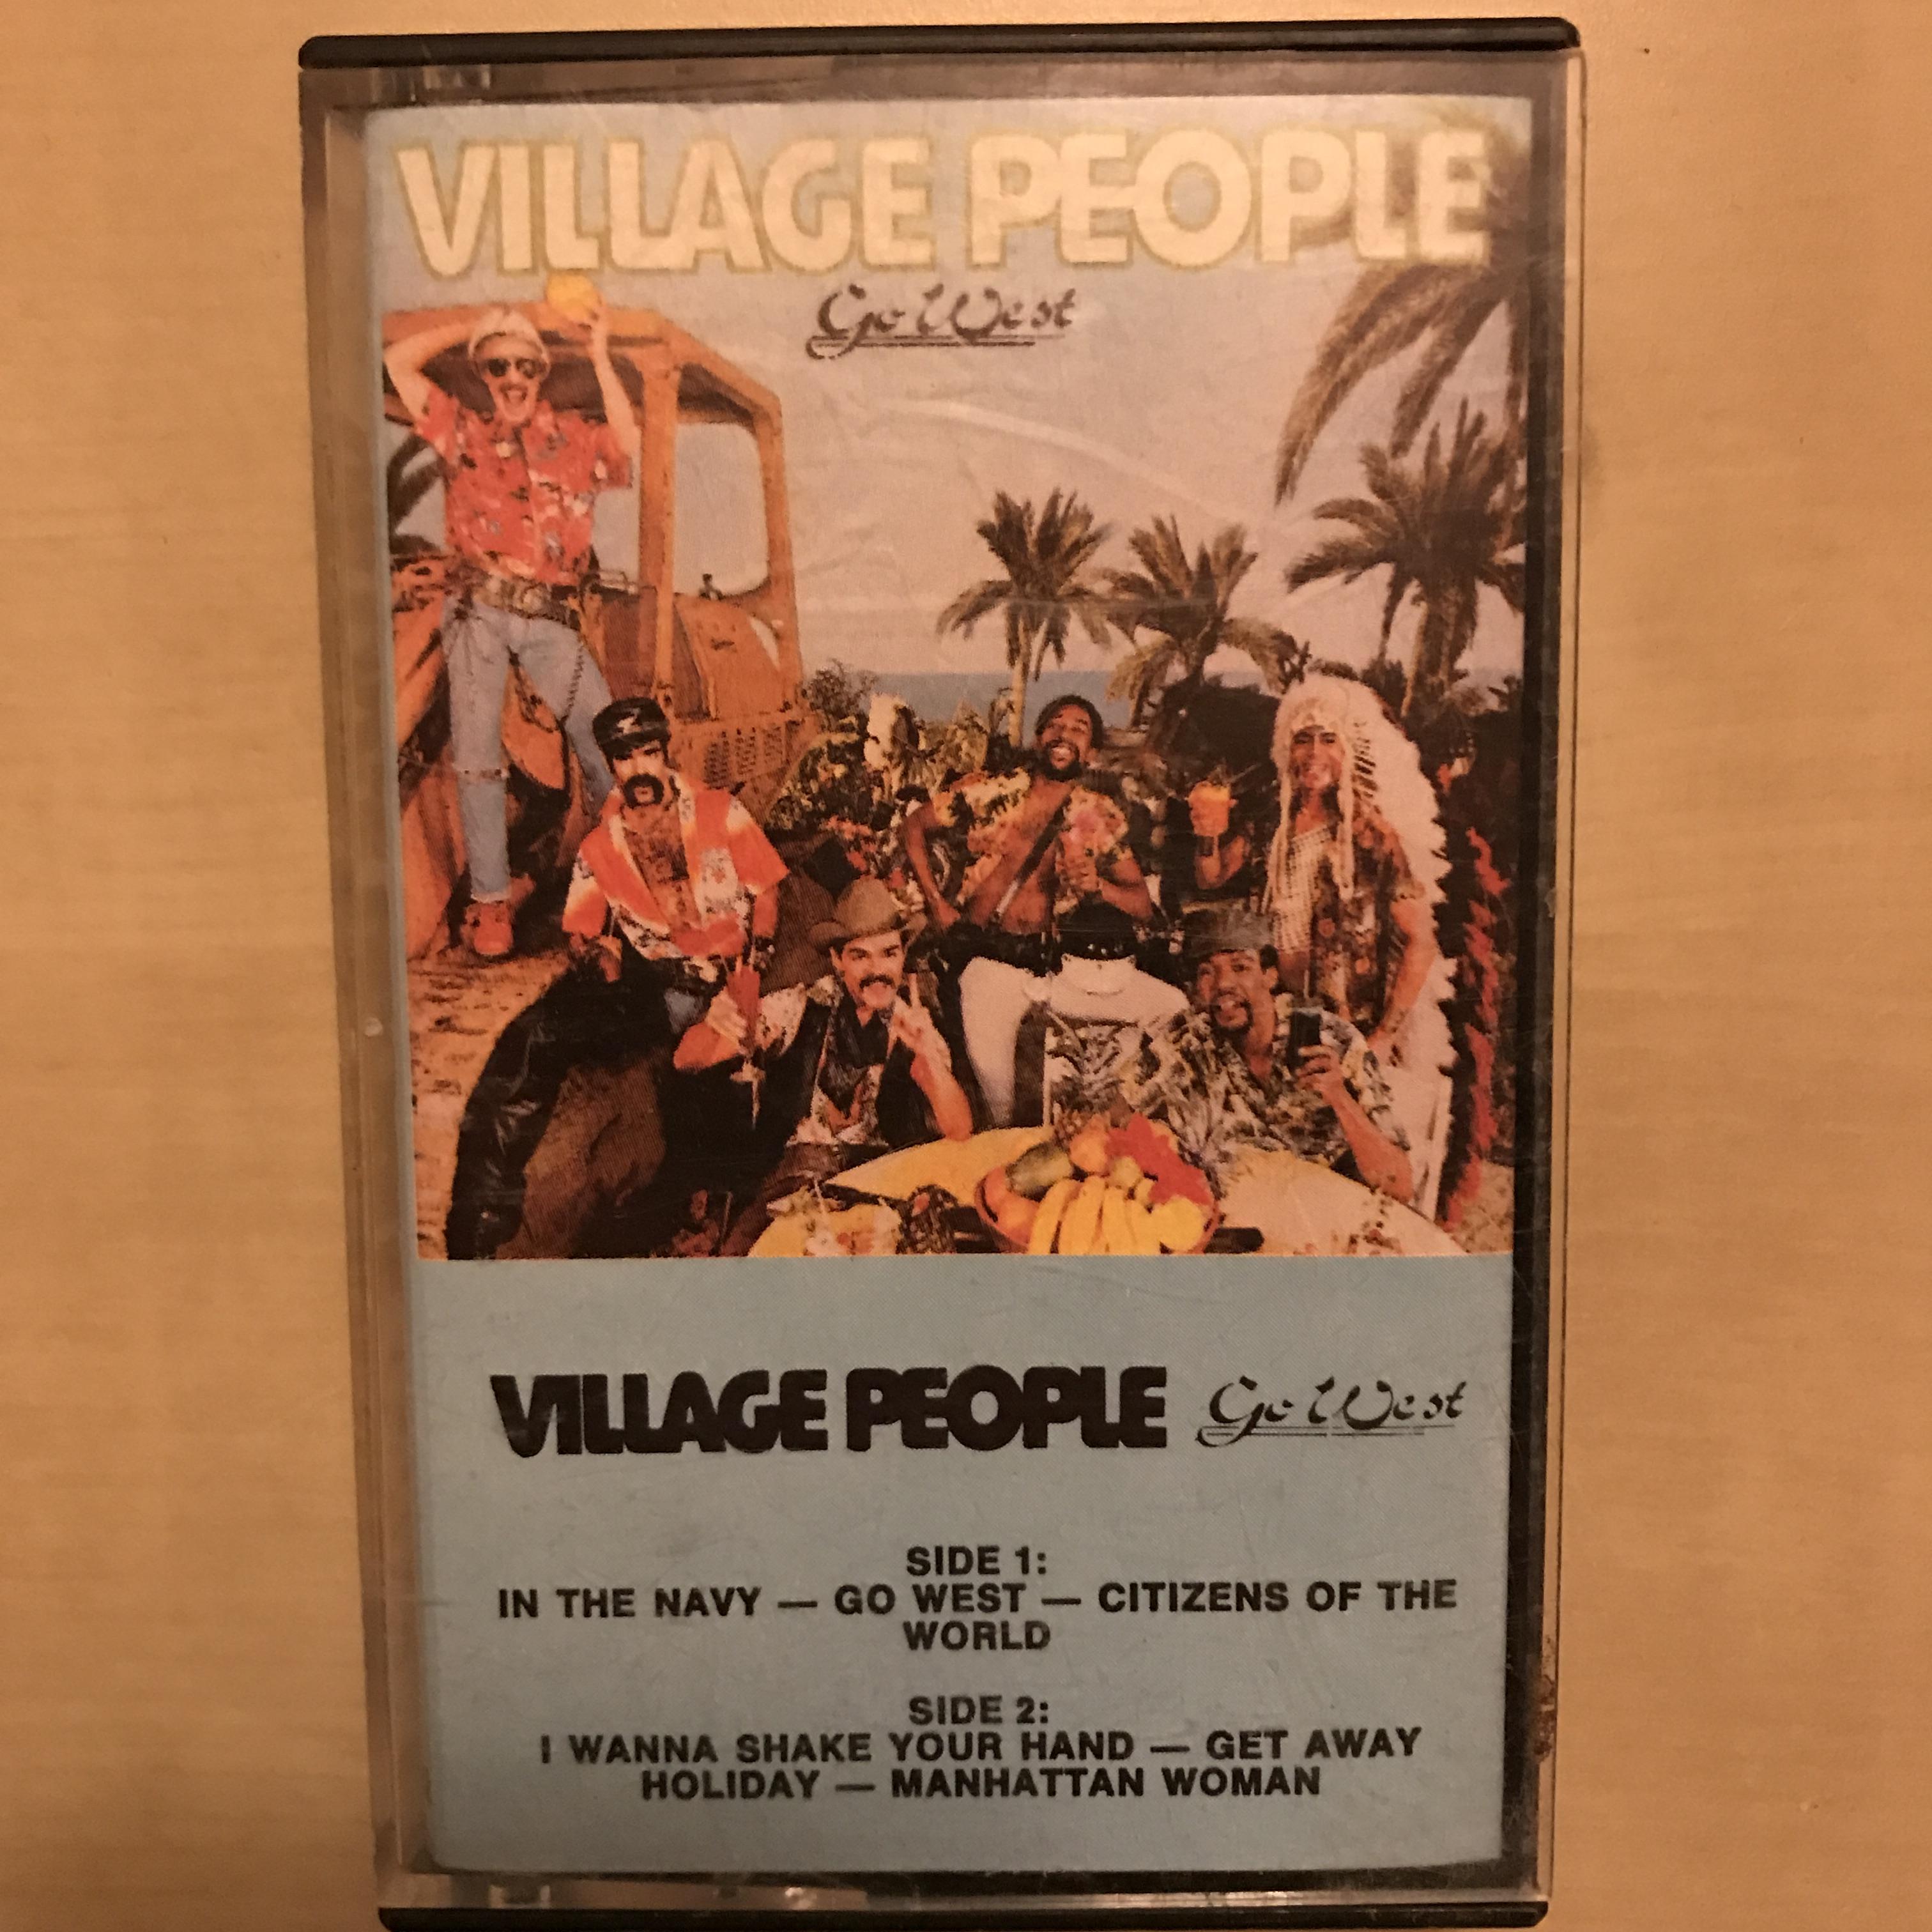 VILLAGE PEOPLE
Go West
VILLAGE PEOPLE Go West
SIDE 1:
IN THE NAVY — GO WEST — CITIZENS OF THE
WORLD
SIDE 2:
I WANNA SHAKE YOUR HAND — GET AWAY
HOLIDAY — MANHATTAN WOMAN